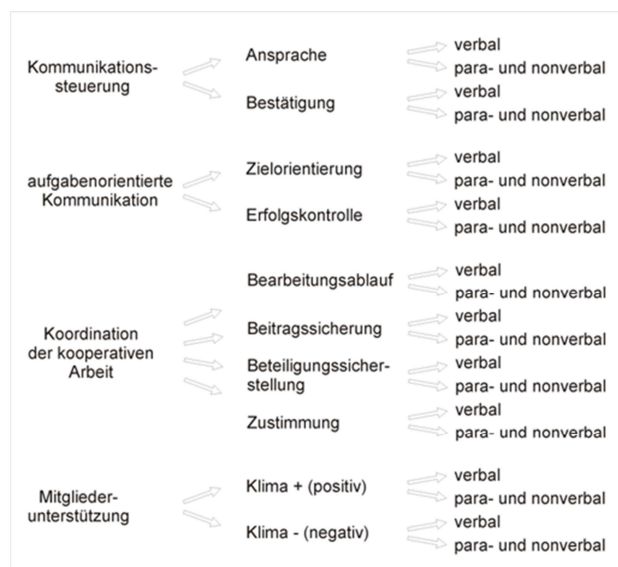 Kommunikations-
steuerung
Ansprache
verbal
para- und nonverbal
Bestätigung
verbal
para- und nonverbal
aufgabenorientierte
Kommunikation
Zielorientierung
verbal
para- und nonverbal
Erfolgskontrolle
verbal
para- und nonverbal
Koordination
der kooperativen
Arbeit
Bearbeitungsablauf
verbal
para- und nonverbal
Beitragssicherung
verbal
para- und nonverbal
Beteiligungssicher-
stellung
verbal
para- und nonverbal
Zustimmung
verbal
para- und nonverbal
Mitglieder-
unterstützung
Klima + (positiv)
verbal
para- und nonverbal
Klima - (negativ)
verbal
para- und nonverbal